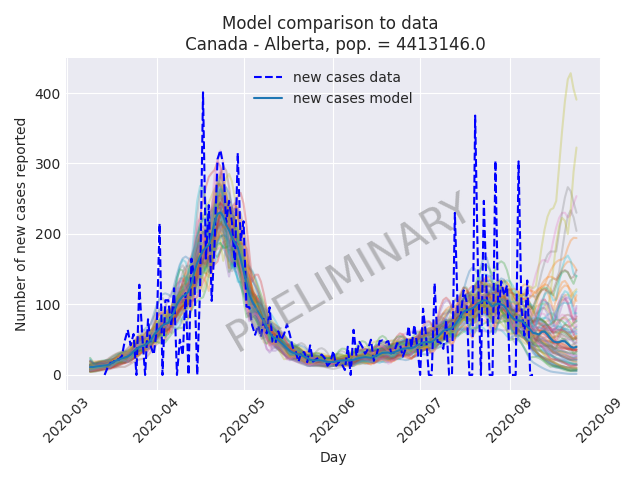 Model comparison to data
Canada - Alberta, pop. = 4413146.0
new cases data
new cases model
Number of new cases reported
400
300
200
100
0
PRELIMINARY
2020-03
2020-04
2020-05
2020-06
2020-07
2020-08
2020-09
Day